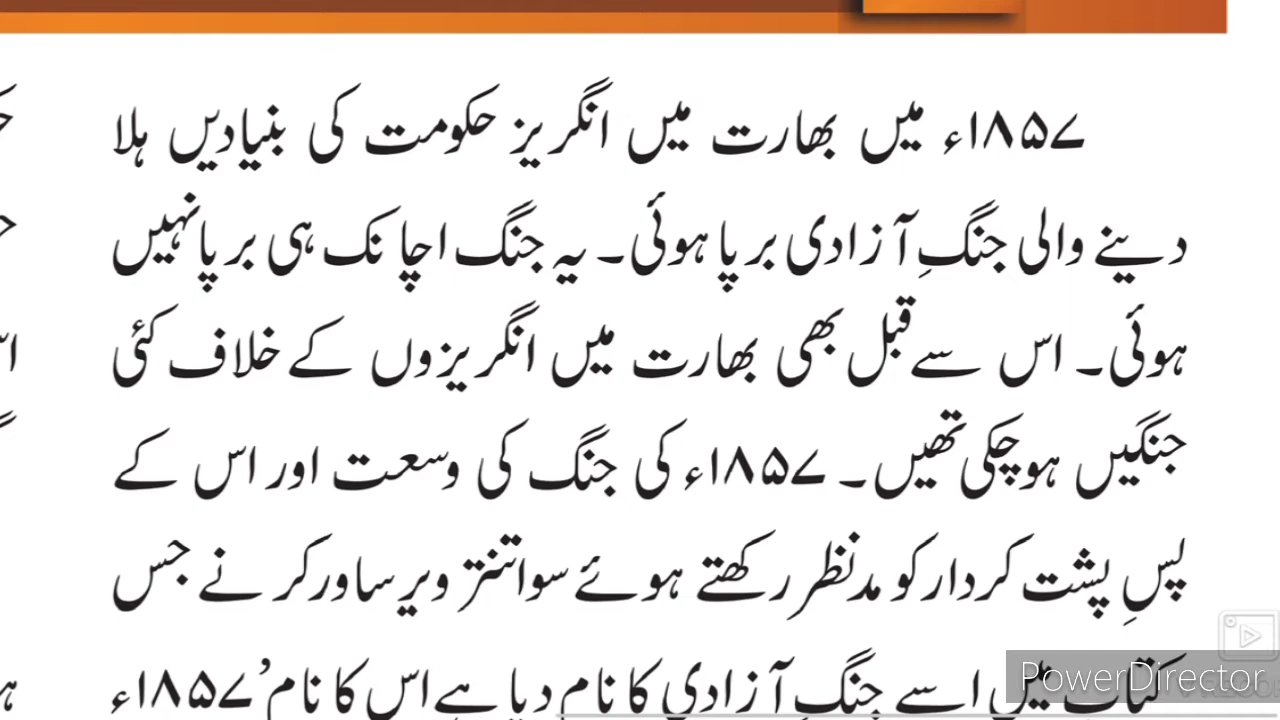 ۱۸۵۷ء میں بھارت میں انگریز حکومت کی بنیادیں ہلا
دینے والی جنگِ آزادی برپا ہوئی۔ یہ جنگ اچانک ہی برپا نہیں
ہوئی۔ اس سے قبل بھی بھارت میں انگریزوں کے خلاف کئی
جنگیں ہوچکی تھیں۔ ۱۸۵۷ء کی جنگ کی وسعت اور اس کے
پسِ پشت کردار کو مدنظر رکھتے ہوئے سواتنتر ویر ساورکر نے جس
کتاب میں اسے جنگِ آزادی کا نام دیا ہے اس کا نام ’۱۸۵۷ء
PowerDirector